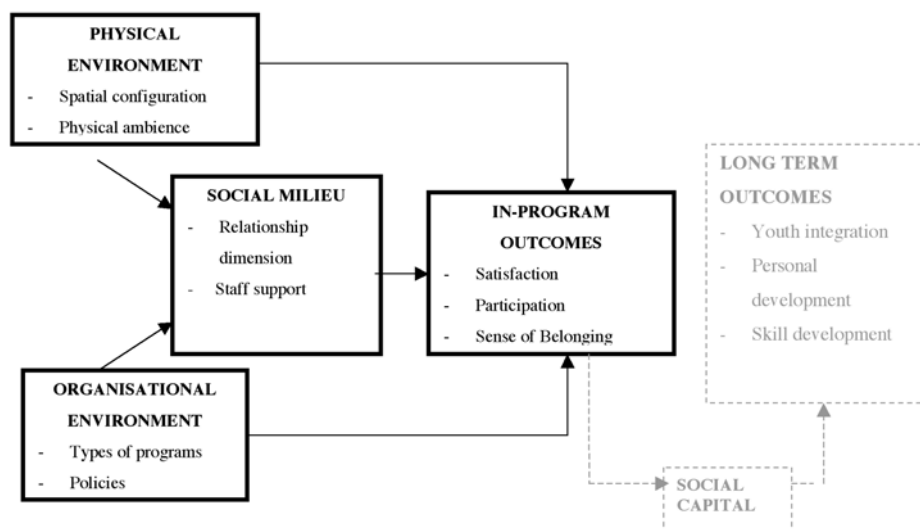 PHYSICAL
ENVIRONMENT
- Spatial configuration
- Physical ambience
SOCIAL MILIEU
- Relationship
dimension
- Staff support
ORGANISATIONAL
ENVIRONMENT
- Types of programs
- Policies
IN-PROGRAM
OUTCOMES
- Satisfaction
- Participation
- Sense of Belonging
LONG TERM
OUTCOMES
- Youth integration
- Personal
development
- Skill development
SOCIAL
CAPITAL